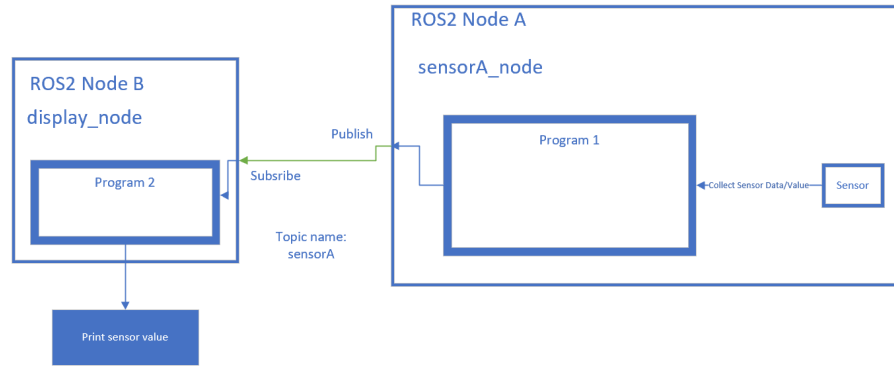 ROS2 Node A
sensorA_node
ROS2 Node B
display_node
Publish
Subsribe
Program 1
Program 2
Collect Sensor Data/Value
Sensor
Topic name:
sensorA
Print sensor value